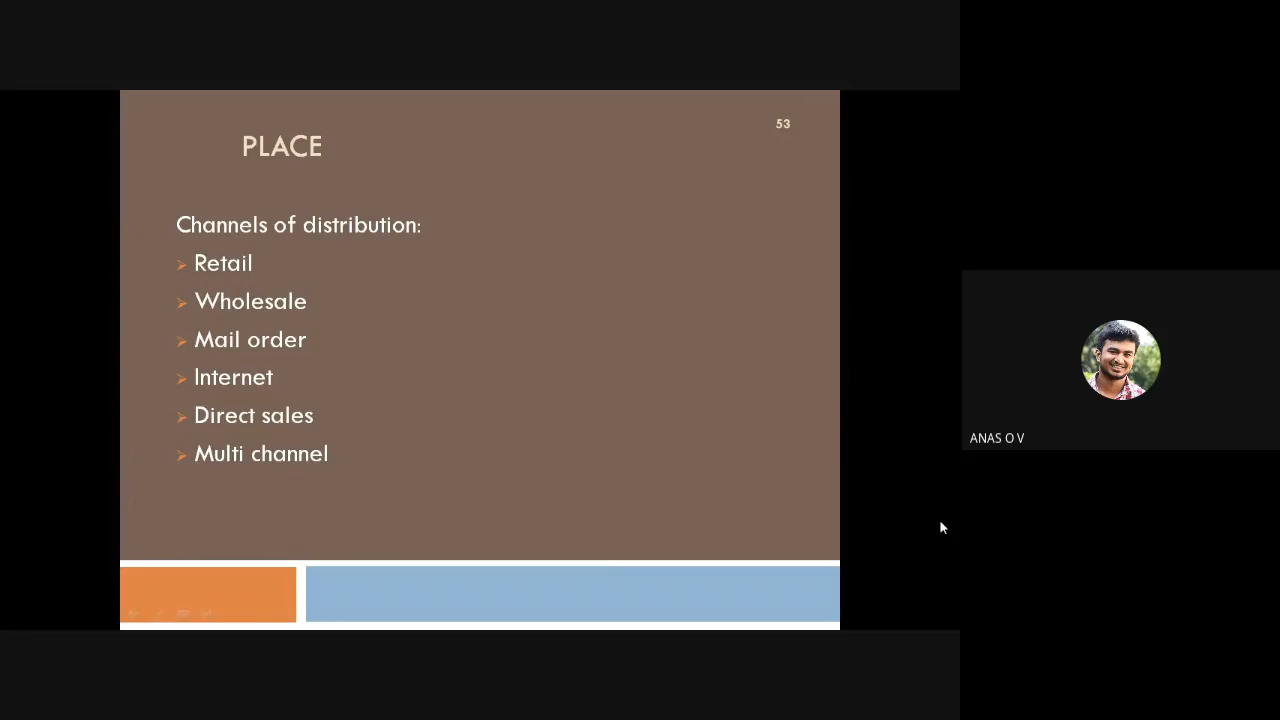 53
PLACE
Channels of distribution:
Retail
Wholesale
Mail order
Internet
Direct sales
Multi channel
ANAS O V